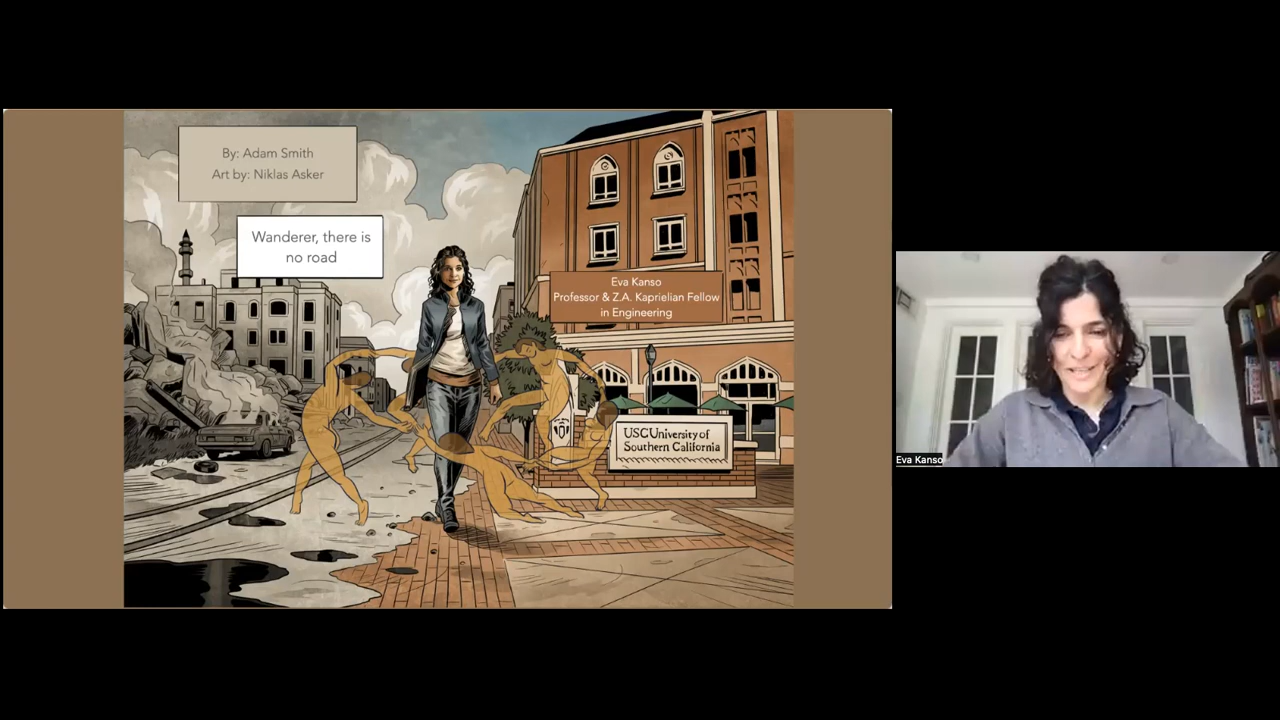 By: Adam Smith
Art by: Niklas Asker
Wanderer, there is
no road
Eva Kanso
Professor & Z.A. Kaprielian Fellow
in Engineering
USC University of
Southern California
Eva Kanso